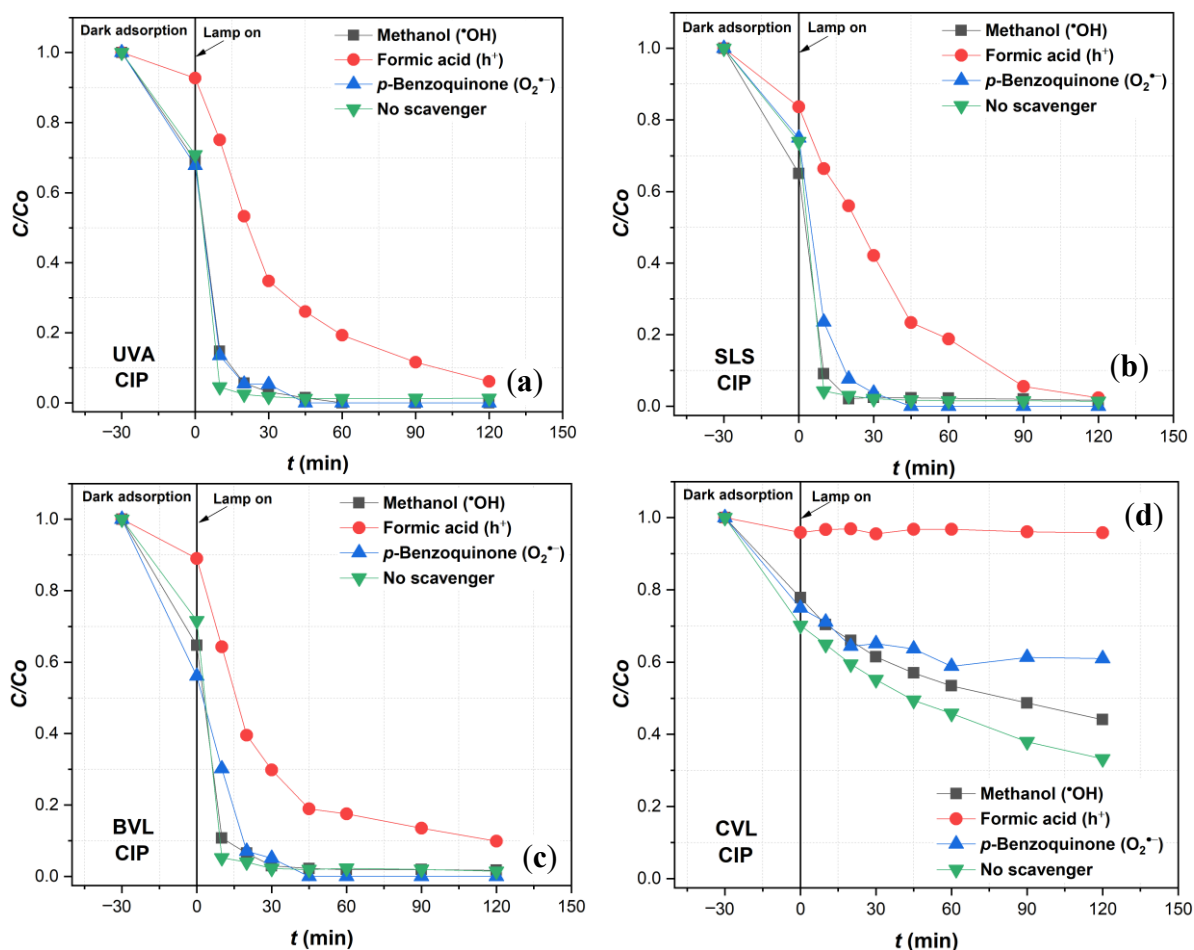 Dark adsorption
Lamp on
Methanol (•OH)
Formic acid (h⁺)
p-Benzoquinone (O₂•⁻)
No scavenger
1.0
0.8
0.6
0.4
0.2
0.0
C/Co
UVA
CIP
(a)
−30
0
30
60
90
120
150
t (min)
Dark adsorption
Lamp on
Methanol (•OH)
Formic acid (h⁺)
p-Benzoquinone (O₂•⁻)
No scavenger
1.0
0.8
0.6
0.4
0.2
0.0
C/Co
SLS
CIP
(b)
−30
0
30
60
90
120
150
t (min)
Dark adsorption
Lamp on
Methanol (•OH)
Formic acid (h⁺)
p-Benzoquinone (O₂•⁻)
No scavenger
1.0
0.8
0.6
0.4
0.2
0.0
C/Co
BVL
CIP
(c)
−30
0
30
60
90
120
150
t (min)
Dark adsorption
Lamp on
(d)
1.0
0.8
0.6
0.4
0.2
0.0
C/Co
CVL
CIP
Methanol (•OH)
Formic acid (h⁺)
p-Benzoquinone (O₂•⁻)
No scavenger
−30
0
30
60
90
120
150
t (min)